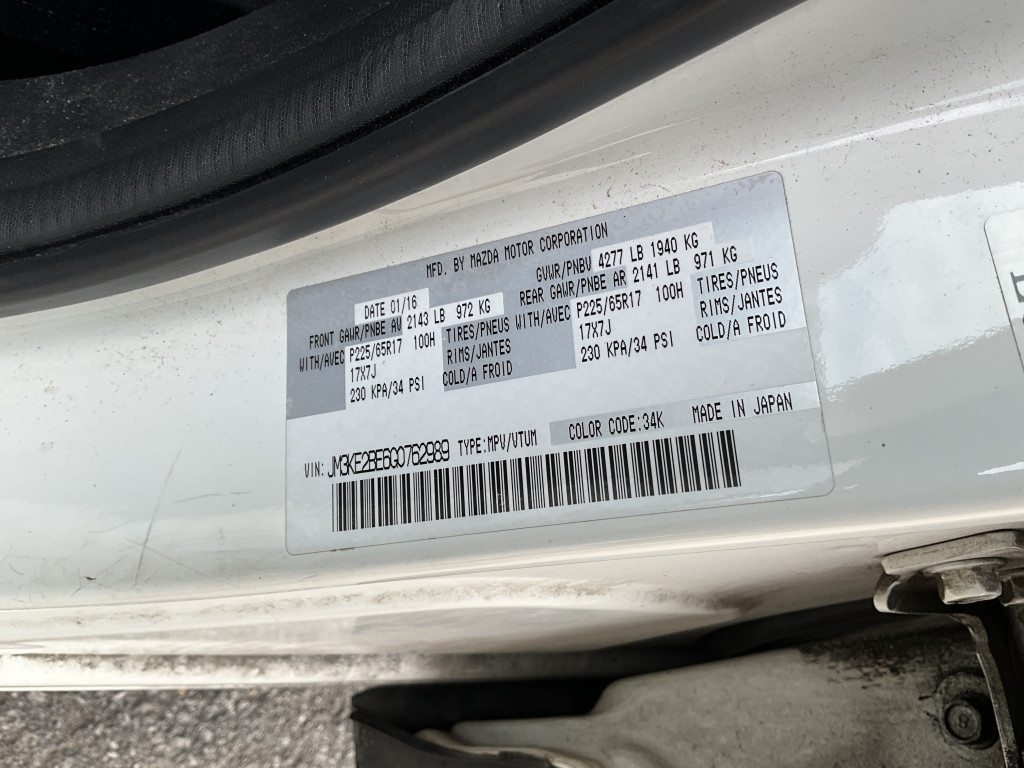 MFD. BY MAZDA MOTOR CORPORATION
DATE 01/16 GVWR/PNBV 4277 LB 1940 KG
FRONT GAWR/PNBE AV 2143 LB 972 KG REAR GAWR/PNBE AR 2141 LB 971 KG
WITH/AVEC P225/65R17 100H TIRES/PNEUS WITH/AVEC P225/65R17 100H TIRES/PNEUS
17X7J RIMS/JANTES 17X7J RIMS/JANTES
230 KPA/34 PSI COLD/A FROID 230 KPA/34 PSI COLD/A FROID
VIN: JM3KE2BE6G0762989 TYPE:MPV/VTUM COLOR CODE:34K MADE IN JAPAN